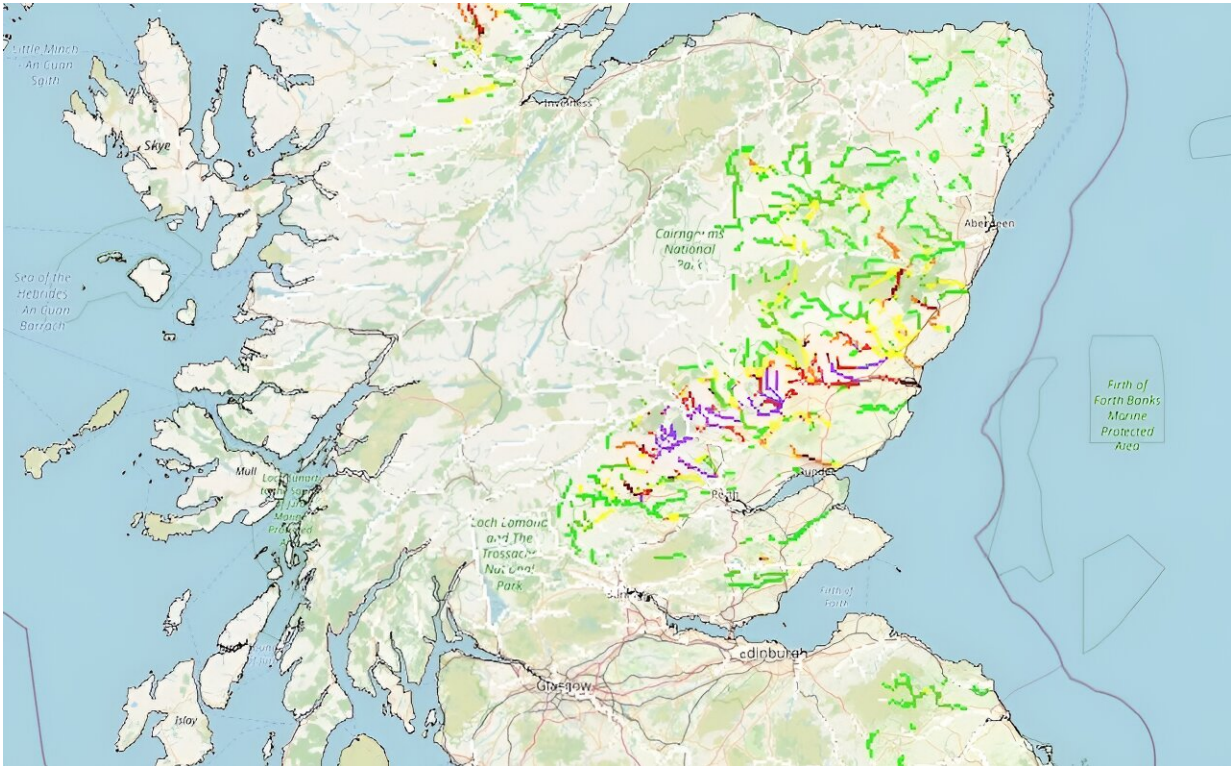 Little Minch
- An Cuan
Sgith
Inverness
Skye
Aberdeen
Cairngorms
National
Park
Sea of the
Hebrides
An Cuan
Barrach
Firth of
Forth Banks
Marine
Protected
Area
Mull
Perth
Loch Lomond
and The
Trossachs
National
Park
Firth of
Forth
Edinburgh
Glasgow
Islay